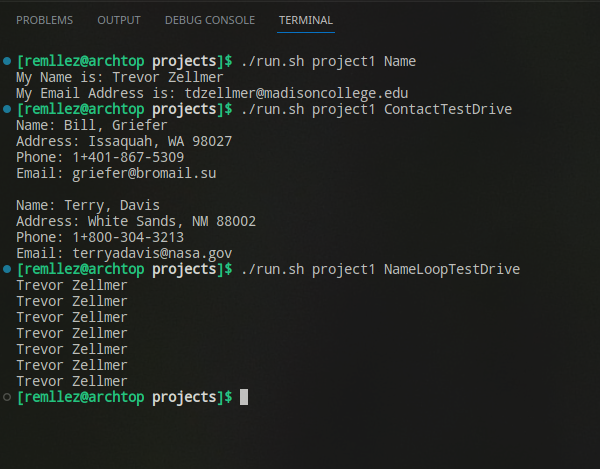 PROBLEMS OUTPUT DEBUG CONSOLE TERMINAL
[remllez@archtop projects]$ ./run.sh project1 Name
My Name is: Trevor Zellmer
My Email Address is: tdzellmer@madisoncollege.edu
[remllez@archtop projects]$ ./run.sh project1 ContactTestDrive
Name: Bill, Griefer
Address: Issaquah, WA 98027
Phone: 1+401-867-5309
Email: griefer@bromail.su

Name: Terry, Davis
Address: White Sands, NM 88002
Phone: 1+800-304-3213
Email: terryadavis@nasa.gov
[remllez@archtop projects]$ ./run.sh project1 NameLoopTestDrive
Trevor Zellmer
Trevor Zellmer
Trevor Zellmer
Trevor Zellmer
Trevor Zellmer
Trevor Zellmer
Trevor Zellmer
[remllez@archtop projects]$